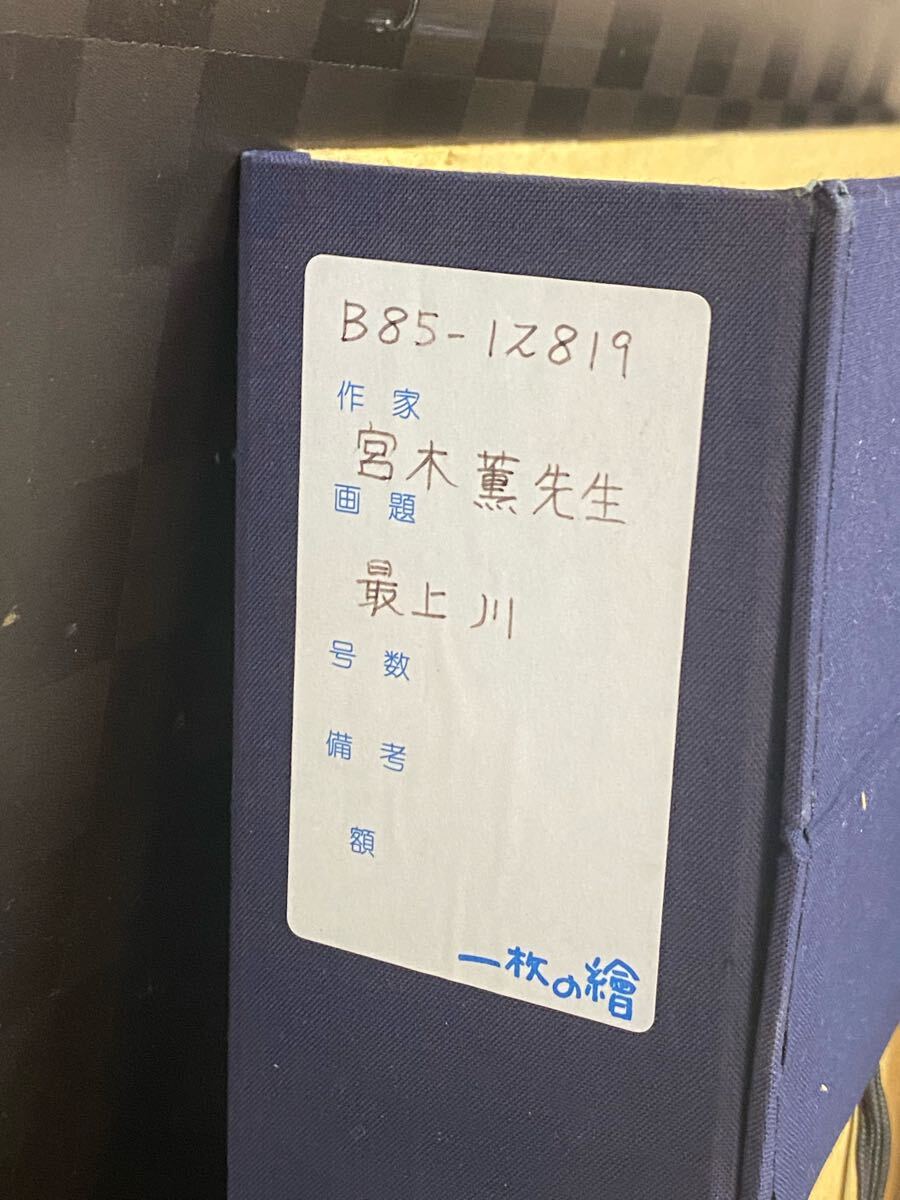 B85-12819
作家
宮木薫先生
画題
最上川
号数
備考
額
一枚の繪